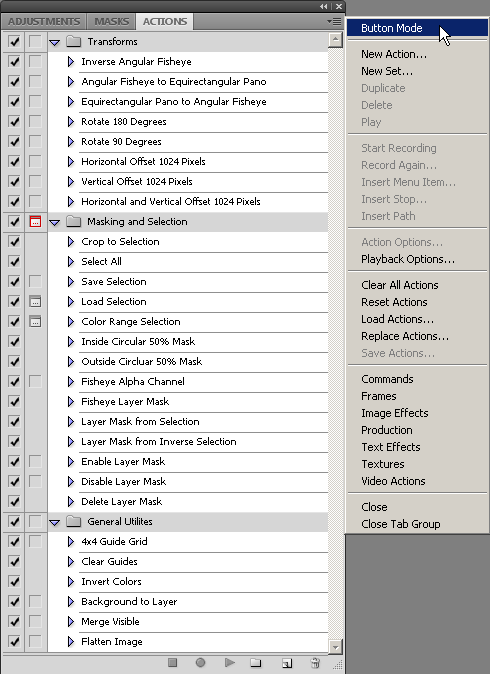 ADJUSTMENTS MASKS ACTIONS
Transforms
Inverse Angular Fisheye
Angular Fisheye to Equirectangular Pano
Equirectangular Pano to Angular Fisheye
Rotate 180 Degrees
Rotate 90 Degrees
Horizontal Offset 1024 Pixels
Vertical Offset 1024 Pixels
Horizontal and Vertical Offset 1024 Pixels
Masking and Selection
Crop to Selection
Select All
Save Selection
Load Selection
Color Range Selection
Inside Circular 50% Mask
Outside Circluar 50% Mask
Fisheye Alpha Channel
Fisheye Layer Mask
Layer Mask from Selection
Layer Mask from Inverse Selection
Enable Layer Mask
Disable Layer Mask
Delete Layer Mask
General Utilites
4x4 Guide Grid
Clear Guides
Invert Colors
Background to Layer
Merge Visible
Flatten Image
Button Mode
New Action...
New Set...
Duplicate
Delete
Play
Start Recording
Record Again...
Insert Menu Item...
Insert Stop...
Insert Path
Action Options...
Playback Options...
Clear All Actions
Reset Actions
Load Actions...
Replace Actions...
Save Actions...
Commands
Frames
Image Effects
Production
Text Effects
Textures
Video Actions
Close
Close Tab Group